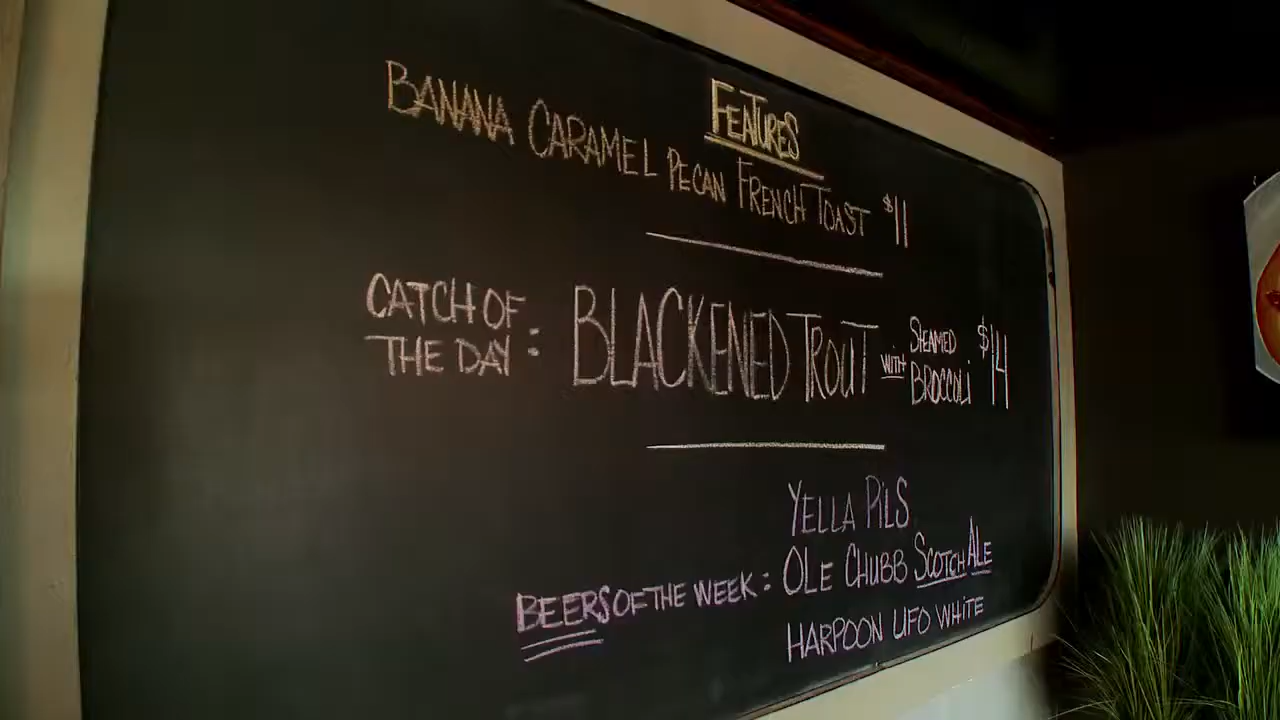 FEATURES
BANANA CARAMEL PECAN FRENCH TOAST $11
CATCH OF THE DAY : BLACKENED TROUT WITH STEAMED BROCCOLI $14
YELLA PILS
BEERS OF THE WEEK : OLE CHUBB SCOTCH ALE
HARPOON UFO WHITE